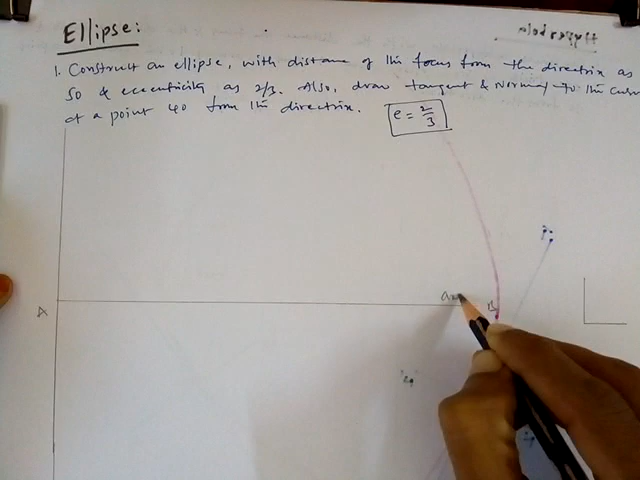 Ellipse:
Hyperbola
1. Construct an ellipse, with distance of the focus from the directrix as
50 & eccentricity as 2/3. Also, draw tangent & Normal to the curve
at a point 40 from the directrix.
e = 2/3
A
B